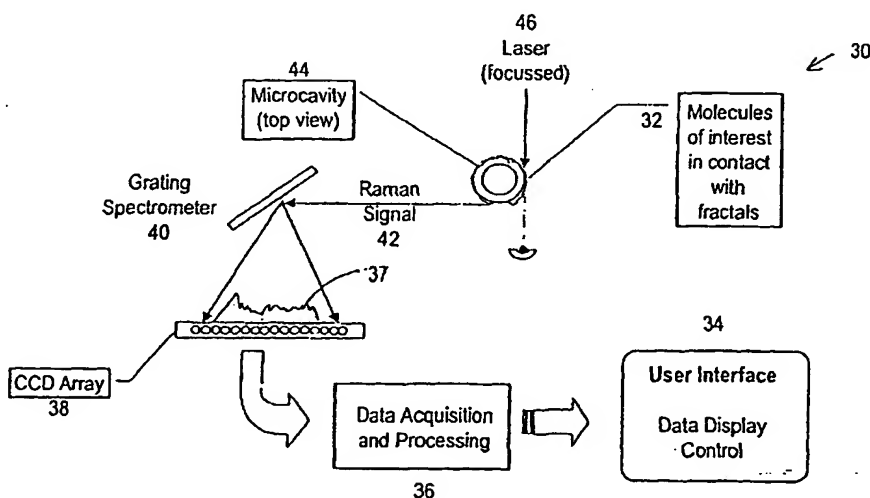 46
Laser
(focussed)
30
44
Microcavity
(top view)
32
Molecules
of interest
in contact
with
fractals
Grating
Spectrometer
40
Raman
Signal
42
37
CCD Array
38
Data Acquisition
and Processing
36
34
User Interface
Data Display
Control